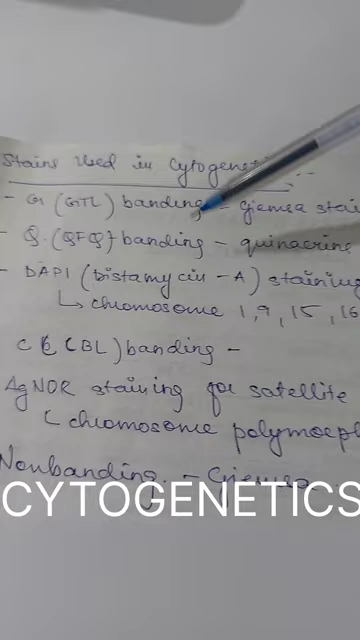 Stains Used in Cytogenetic
- G (GTL) banding - Giemsa stai
- Q. (QFQ) banding - quinacrine
- DAPI (Distamycin - A) staining
↳ chromosome 1, 9, 15, 16
C (CBL) banding -
AgNOR staining for satellite
↳ chromosome polymorph
Nonbanding. - Giemsa.
CYTOGENETICS